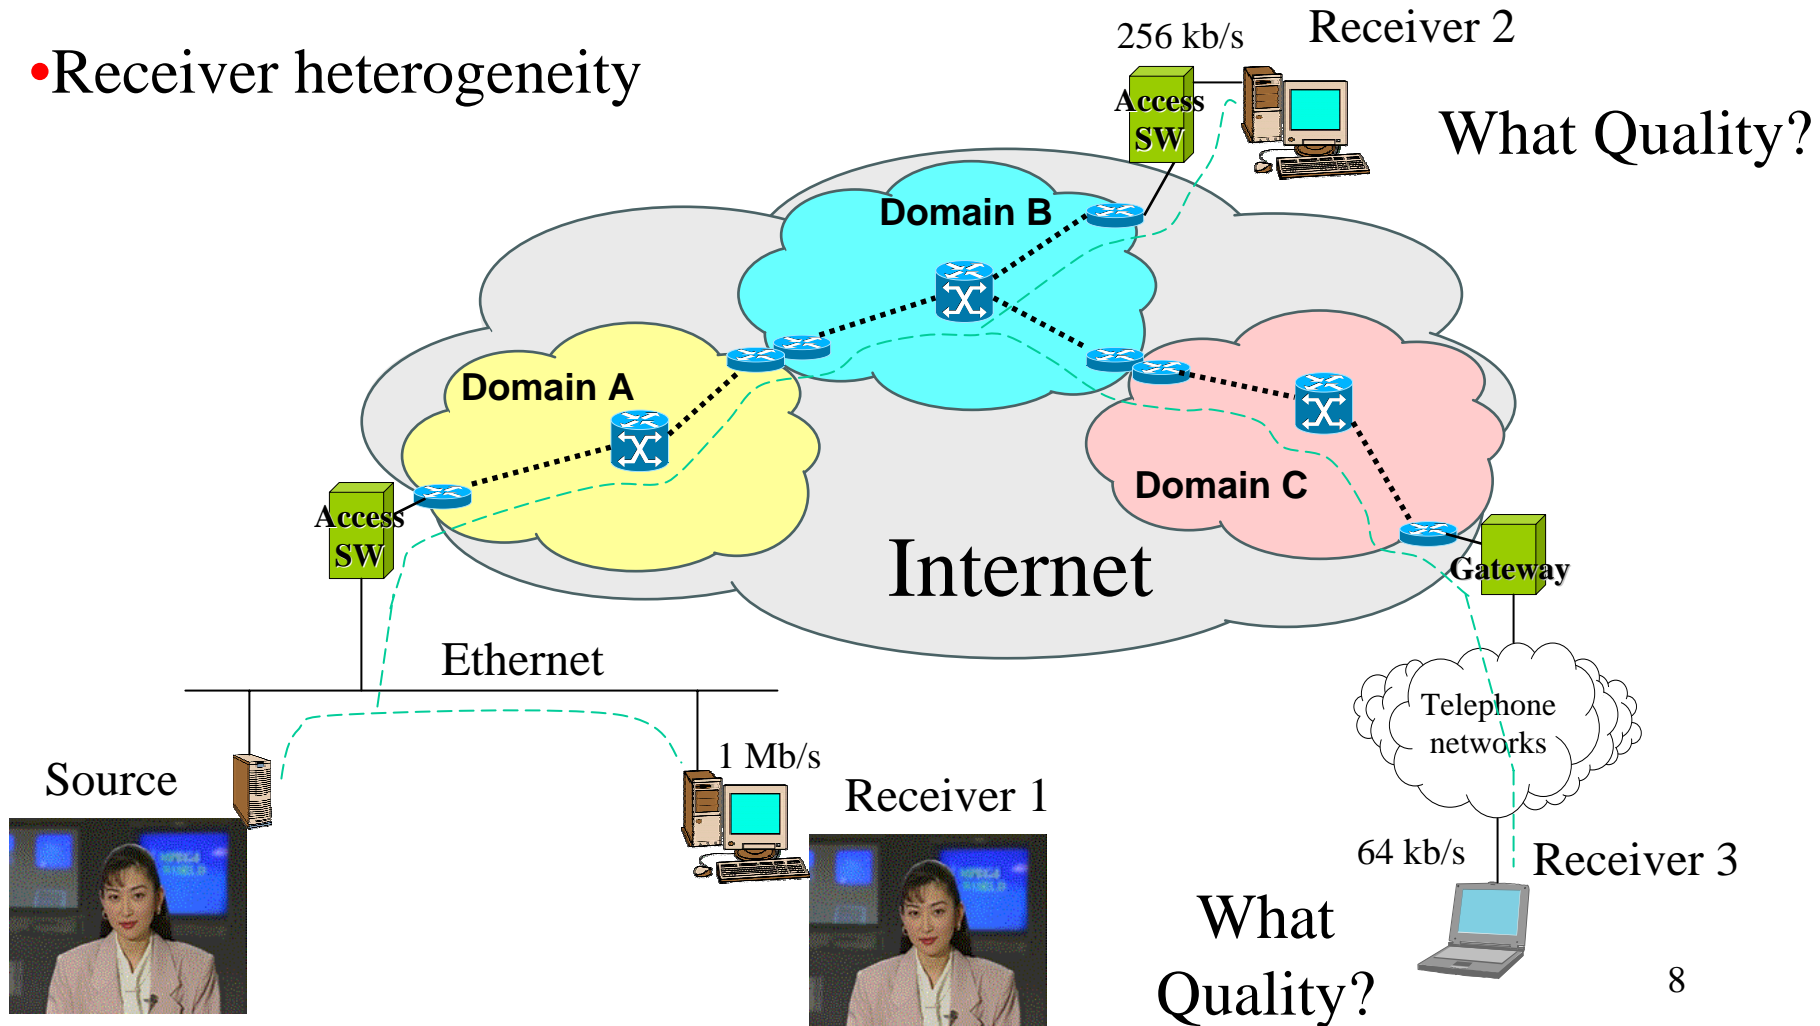 •Receiver heterogeneity
256 kb/s
Receiver 2
Access
SW
What Quality?
Domain B
Domain A
Domain C
Access
SW
Internet
Gateway
Ethernet
Telephone
networks
Source
1 Mb/s
Receiver 1
64 kb/s
Receiver 3
What
Quality?
8